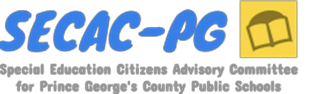 SECAC-PG
Special Education Citizens Advisory Committee
for Prince George's County Public Schools